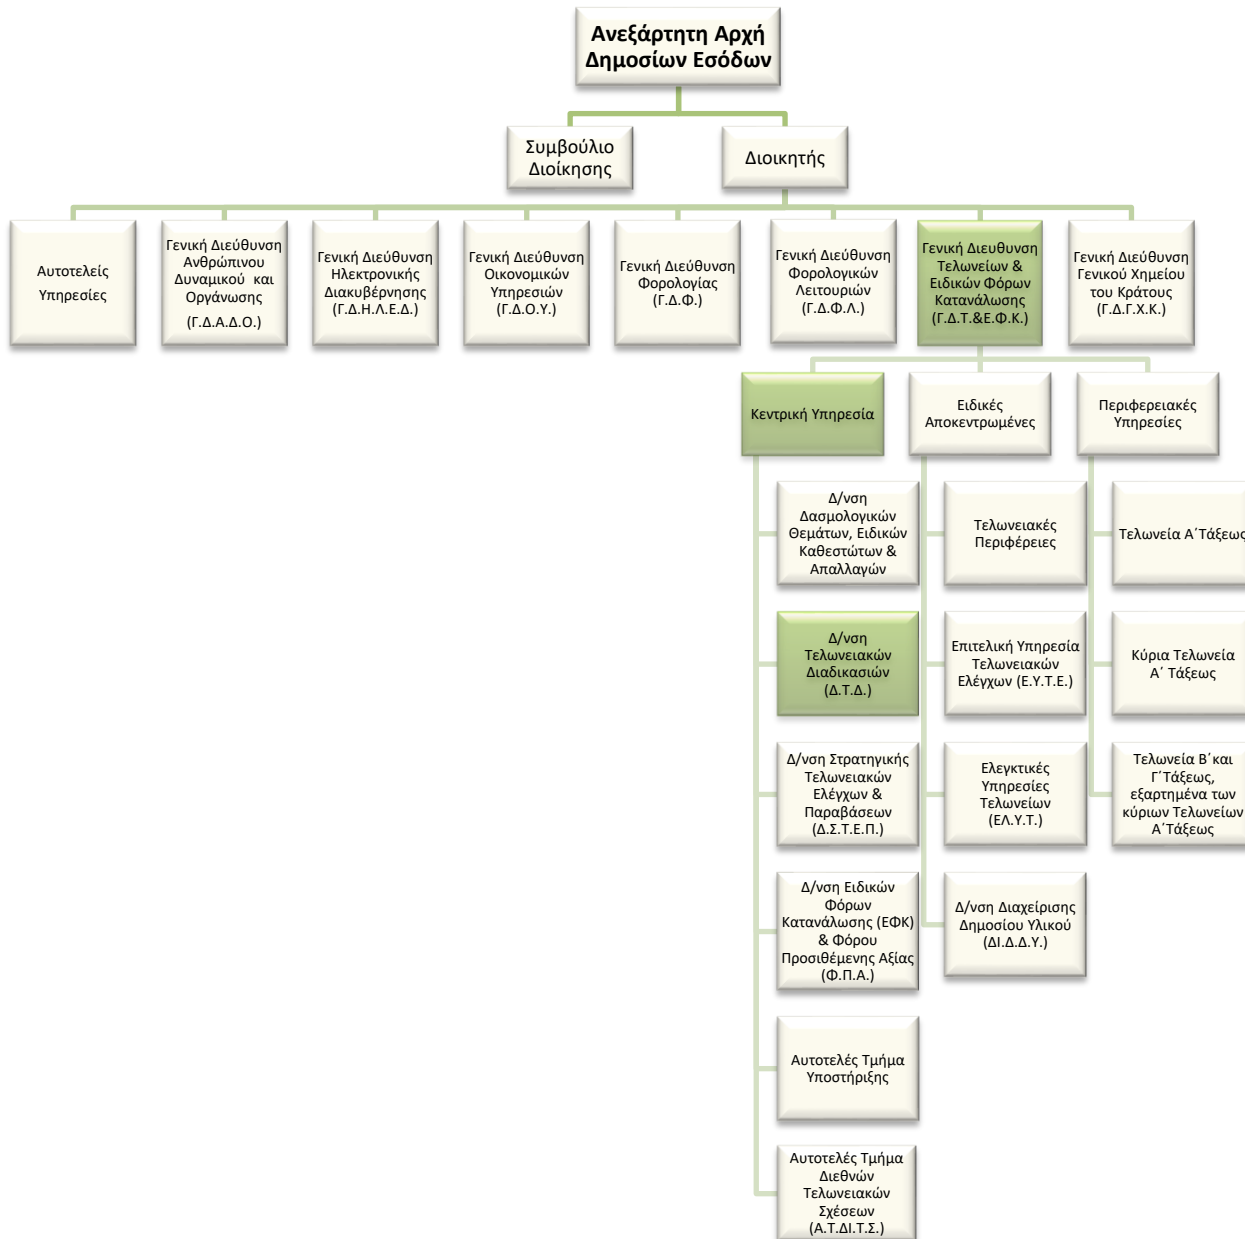 Ανεξάρτητη Αρχή
Δημοσίων Εσόδων
Συμβούλιο
Διοίκησης
Διοικητής
Αυτοτελείς
Υπηρεσίες
Γενική Διεύθυνση
Ανθρώπινου
Δυναμικού και
Οργάνωσης
(Γ.Δ.Α.Δ.Ο.)
Γενική Διεύθυνση
Ηλεκτρονικής
Διακυβέρνησης
(Γ.Δ.Η.Λ.Ε.Δ.)
Γενική Διεύθυνση
Οικονομικών
Υπηρεσιών
(Γ.Δ.Ο.Υ.)
Γενική Διεύθυνση
Φορολογίας
(Γ.Δ.Φ.)
Γενική Διεύθυνση
Φορολογικών
Λειτουριών
(Γ.Δ.Φ.Λ.)
Γενική Διευθυνση
Τελωνείων &
Ειδικών Φόρων
Κατανάλωσης
(Γ.Δ.Τ.&Ε.Φ.Κ.)
Γενική Διεύθυνση
Γενικού Χημείου
του Κράτους
(Γ.Δ.Γ.Χ.Κ.)
Κεντρική Υπηρεσία
Ειδικές
Αποκεντρωμένες
Περιφερειακές
Υπηρεσίες
Δ/νση
Δασμολογικών
Θεμάτων, Ειδικών
Καθεστώτων &
Απαλλαγών
Τελωνειακές
Περιφέρειες
Τελωνεία Α΄Τάξεως
Δ/νση
Τελωνειακών
Διαδικασιών
(Δ.Τ.Δ.)
Επιτελική Υπηρεσία
Τελωνειακών
Ελέγχων (Ε.Υ.Τ.Ε.)
Κύρια Τελωνεία
Α΄ Τάξεως
Δ/νση Στρατηγικής
Τελωνειακών
Ελέγχων &
Παραβάσεων
(Δ.Σ.Τ.Ε.Π.)
Ελεγκτικές
Υπηρεσίες
Τελωνείων
(ΕΛ.Υ.Τ.)
Τελωνεία Β΄και
Γ΄Τάξεως,
εξαρτημένα των
κύριων Τελωνείων
Α΄Τάξεως
Δ/νση Ειδικών
Φόρων
Κατανάλωσης (ΕΦΚ)
& Φόρου
Προσιθέμενης Αξίας
(Φ.Π.Α.)
Δ/νση Διαχείρισης
Δημοσίου Υλικού
(ΔΙ.Δ.Δ.Υ.)
Αυτοτελές Τμήμα
Υποστήριξης
Αυτοτελές Τμήμα
Διεθνών
Τελωνειακών
Σχέσεων
(Α.Τ.ΔΙ.Τ.Σ.)